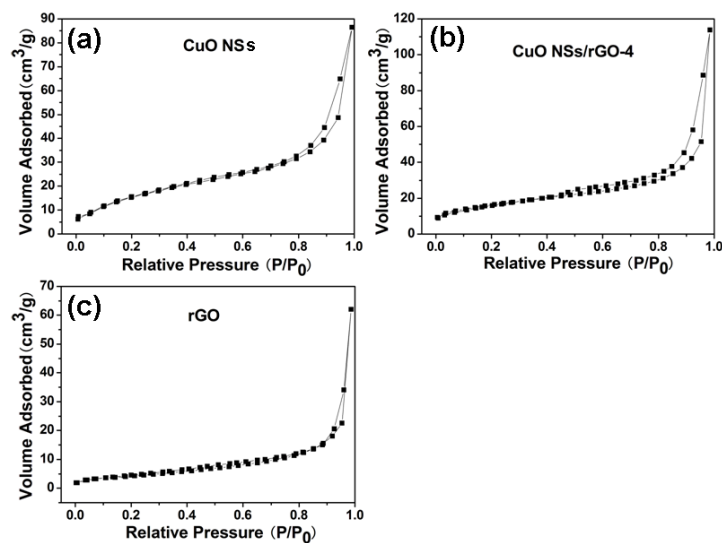 (a)
CuO NSs
90
80
70
60
50
40
30
20
10
0
0.0 0.2 0.4 0.6 0.8 1.0
Volume Adsorbed (cm³/g)
Relative Pressure (P/P₀)
(b)
CuO NSs/rGO-4
120
100
80
60
40
20
0
0.0 0.2 0.4 0.6 0.8 1.0
Volume Adsorbed (cm³/g)
Relative Pressure (P/P₀)
(c)
rGO
70
60
50
40
30
20
10
0
0.0 0.2 0.4 0.6 0.8 1.0
Volume Adsorbed (cm³/g)
Relative Pressure (P/P₀)